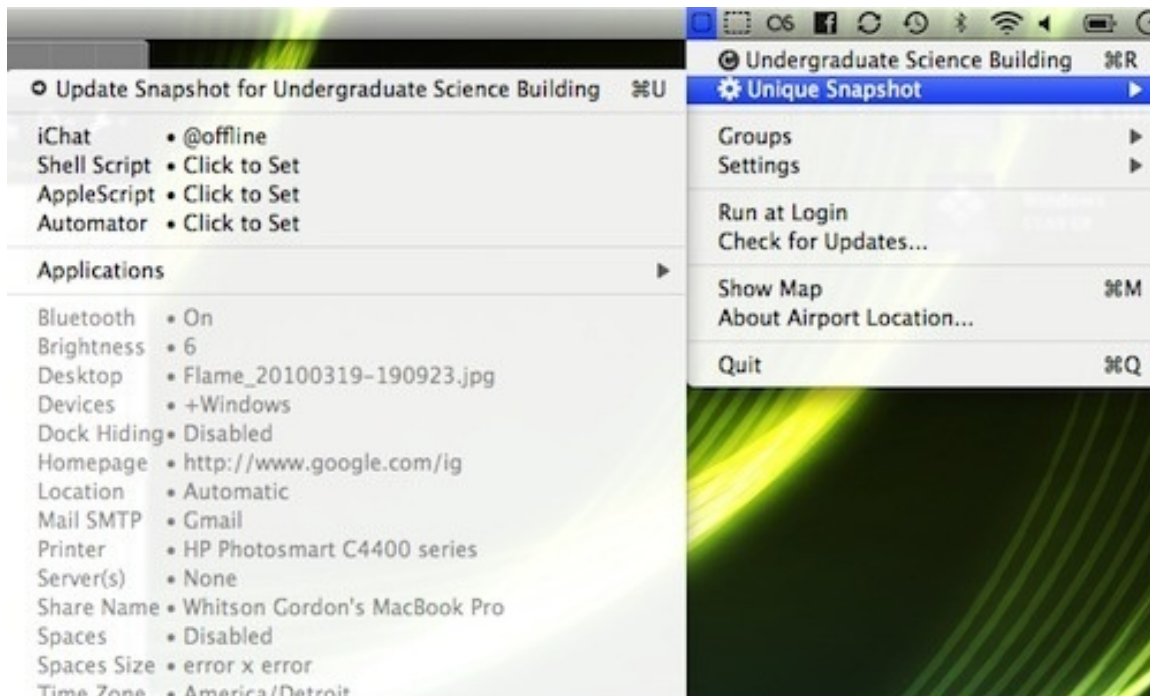 Undergraduate Science Building ⌘R
Unique Snapshot
Groups
Settings
Run at Login
Check for Updates...
Show Map ⌘M
About Airport Location...
Quit ⌘Q
Update Snapshot for Undergraduate Science Building ⌘U
iChat • @offline
Shell Script • Click to Set
AppleScript • Click to Set
Automator • Click to Set
Applications
Bluetooth • On
Brightness • 6
Desktop • Flame_20100319-190923.jpg
Devices • +Windows
Dock Hiding • Disabled
Homepage • http://www.google.com/ig
Location • Automatic
Mail SMTP • Gmail
Printer • HP Photosmart C4400 series
Server(s) • None
Share Name • Whitson Gordon's MacBook Pro
Spaces • Disabled
Spaces Size • error x error
Time Zone • America/Detroit